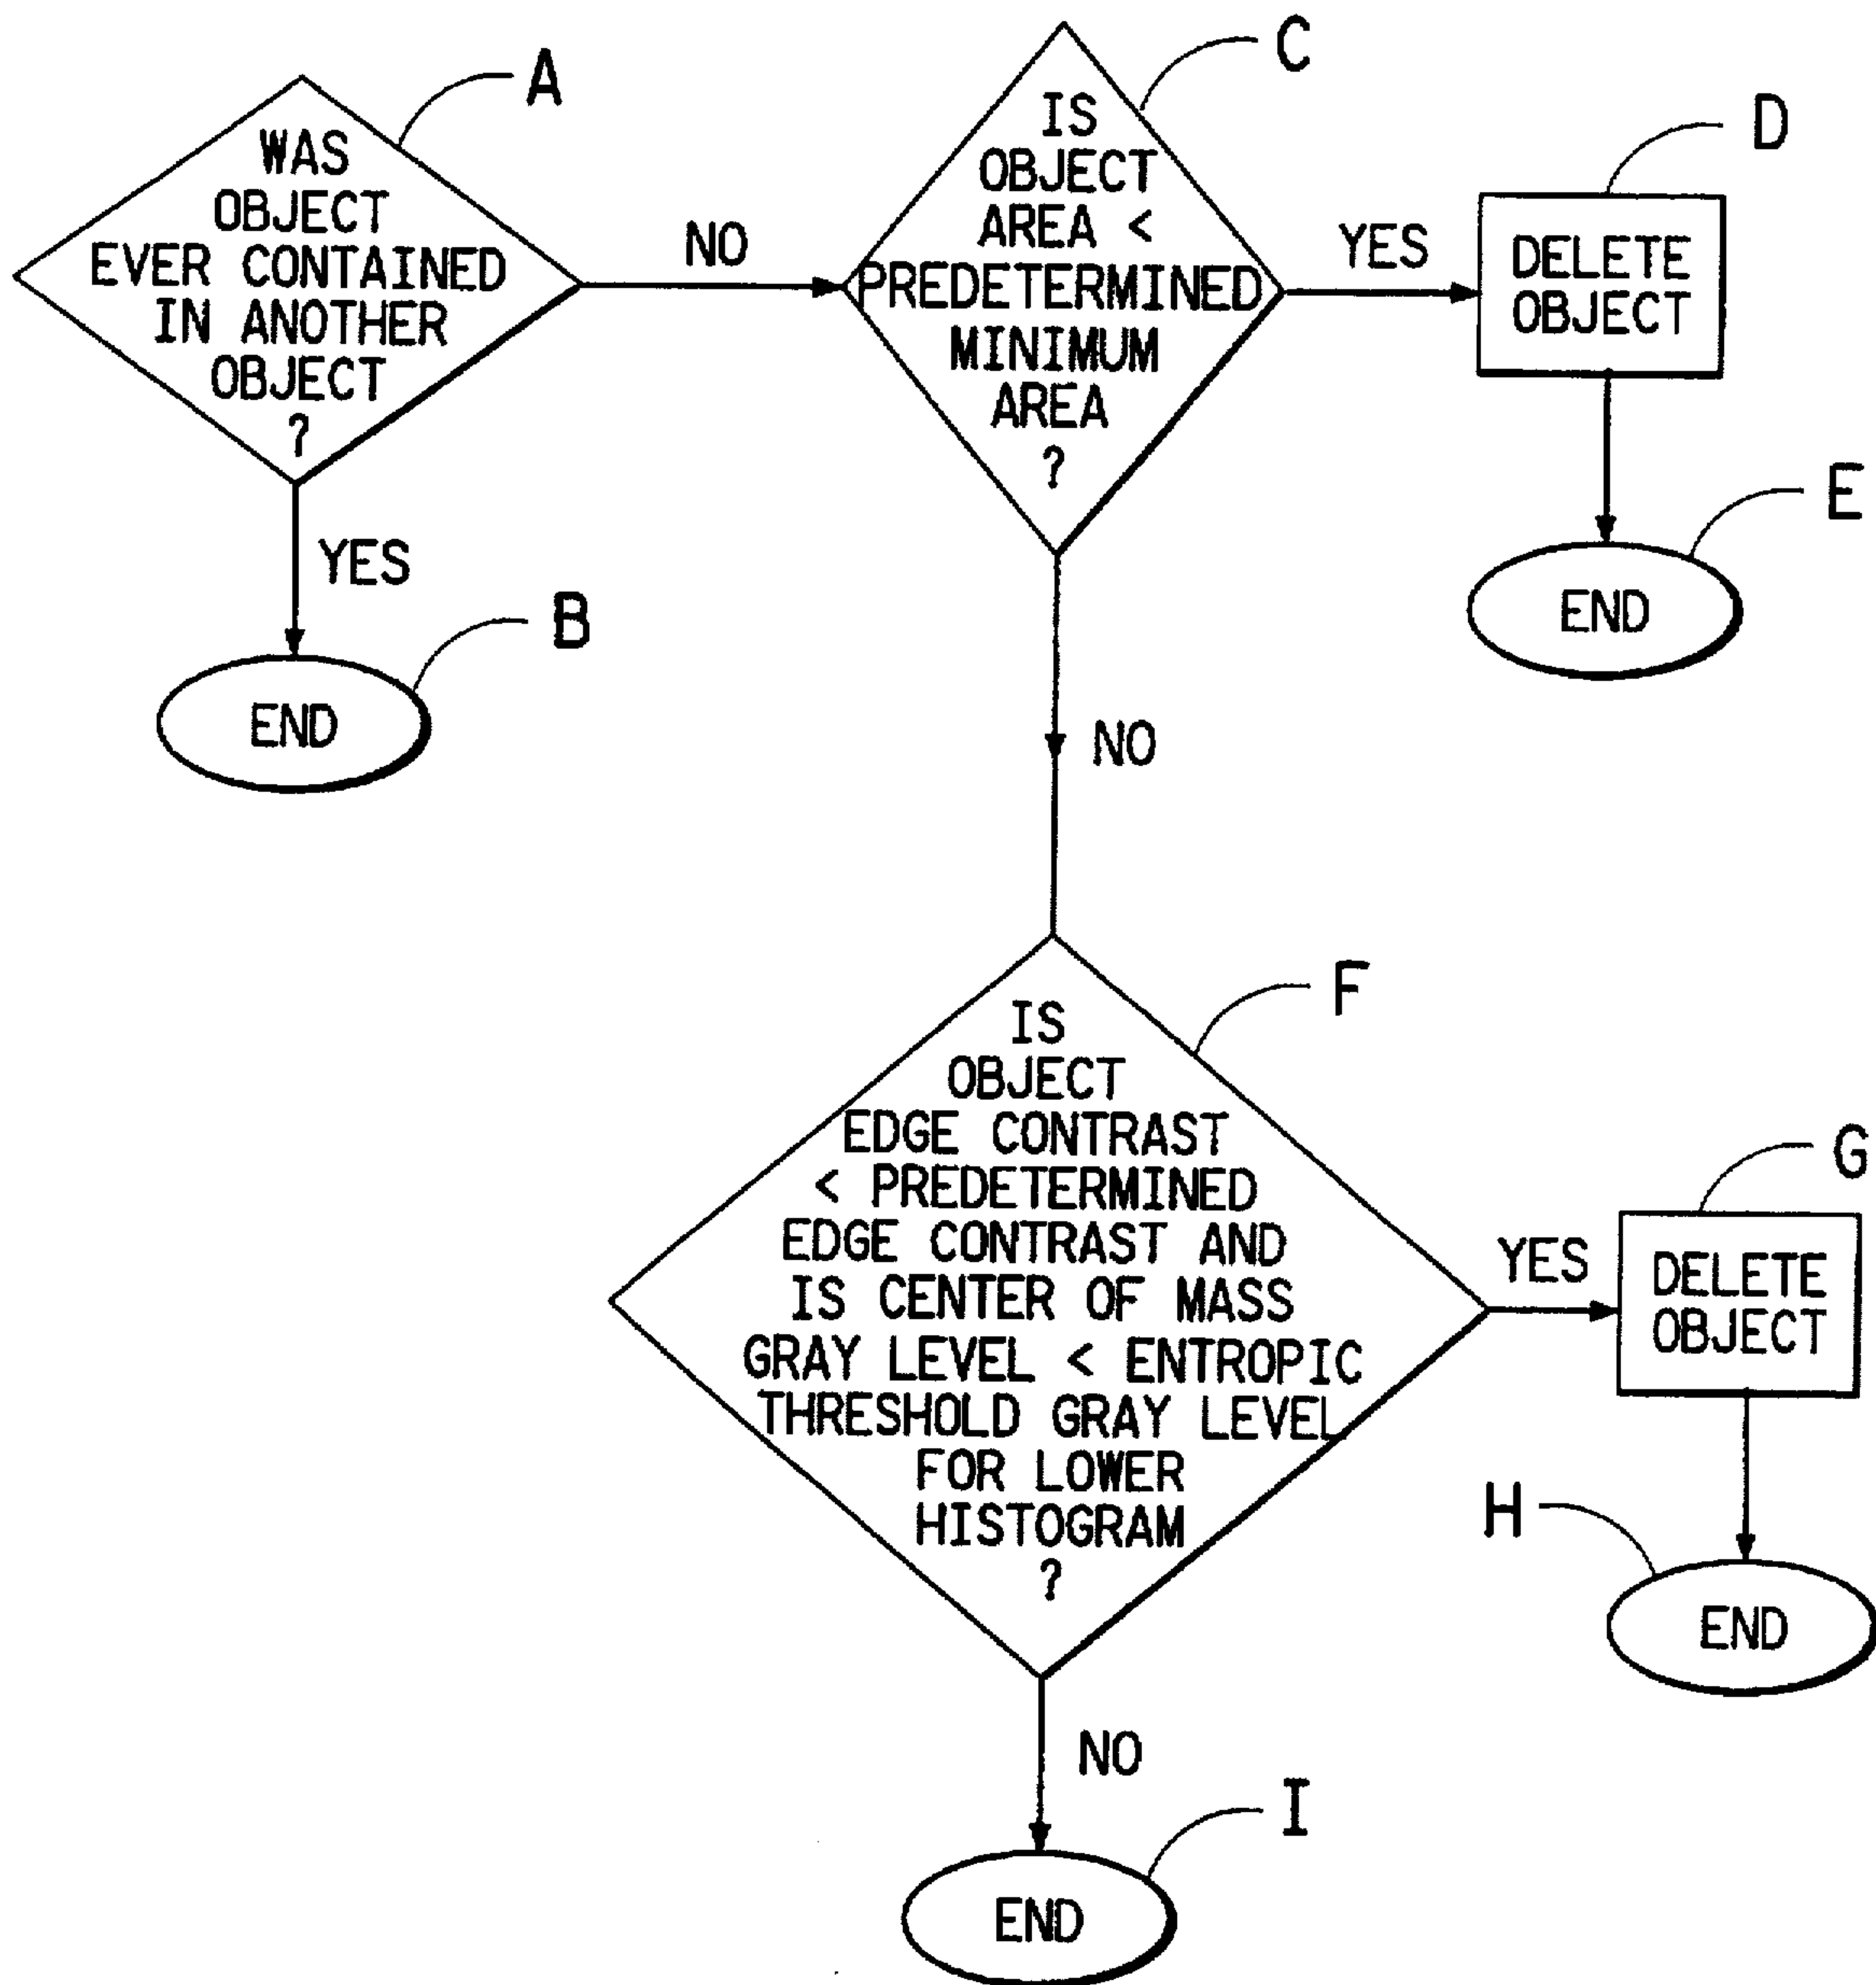 A
WAS
OBJECT
EVER CONTAINED
IN ANOTHER
OBJECT
?
NO
YES
B
END
C
IS
OBJECT
AREA <
PREDETERMINED
MINIMUM
AREA
?
YES
D
DELETE
OBJECT
E
END
NO
F
IS
OBJECT
EDGE CONTRAST
< PREDETERMINED
EDGE CONTRAST AND
IS CENTER OF MASS
GRAY LEVEL < ENTROPIC
THRESHOLD GRAY LEVEL
FOR LOWER
HISTOGRAM
?
YES
G
DELETE
OBJECT
H
END
NO
I
END